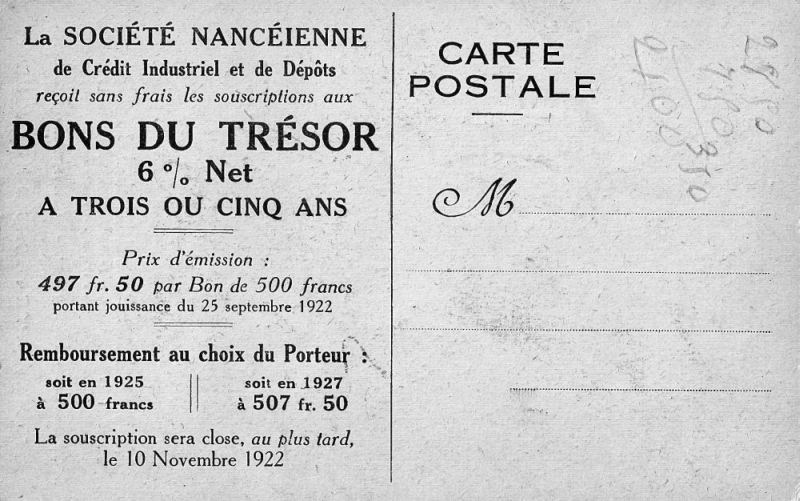 La SOCIÉTÉ NANCÉIENNE
de Crédit Industriel et de Dépôts
reçoit sans frais les souscriptions aux
BONS DU TRÉSOR
6 % Net
A TROIS OU CINQ ANS
Prix d'émission :
497 fr. 50 par Bon de 500 francs
portant jouissance du 25 septembre 1922
Remboursement au choix du Porteur :
soit en 1925
à 500 francs
soit en 1927
à 507 fr. 50
La souscription sera close, au plus tard,
le 10 Novembre 1922
CARTE
POSTALE
M